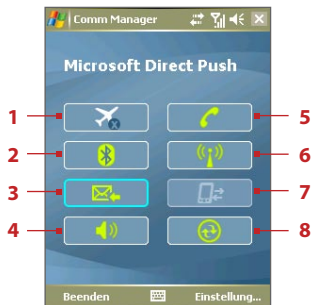 Comm Manager
Microsoft Direct Push
1
5
2
6
3
7
4
8
Beenden
Einstellung...